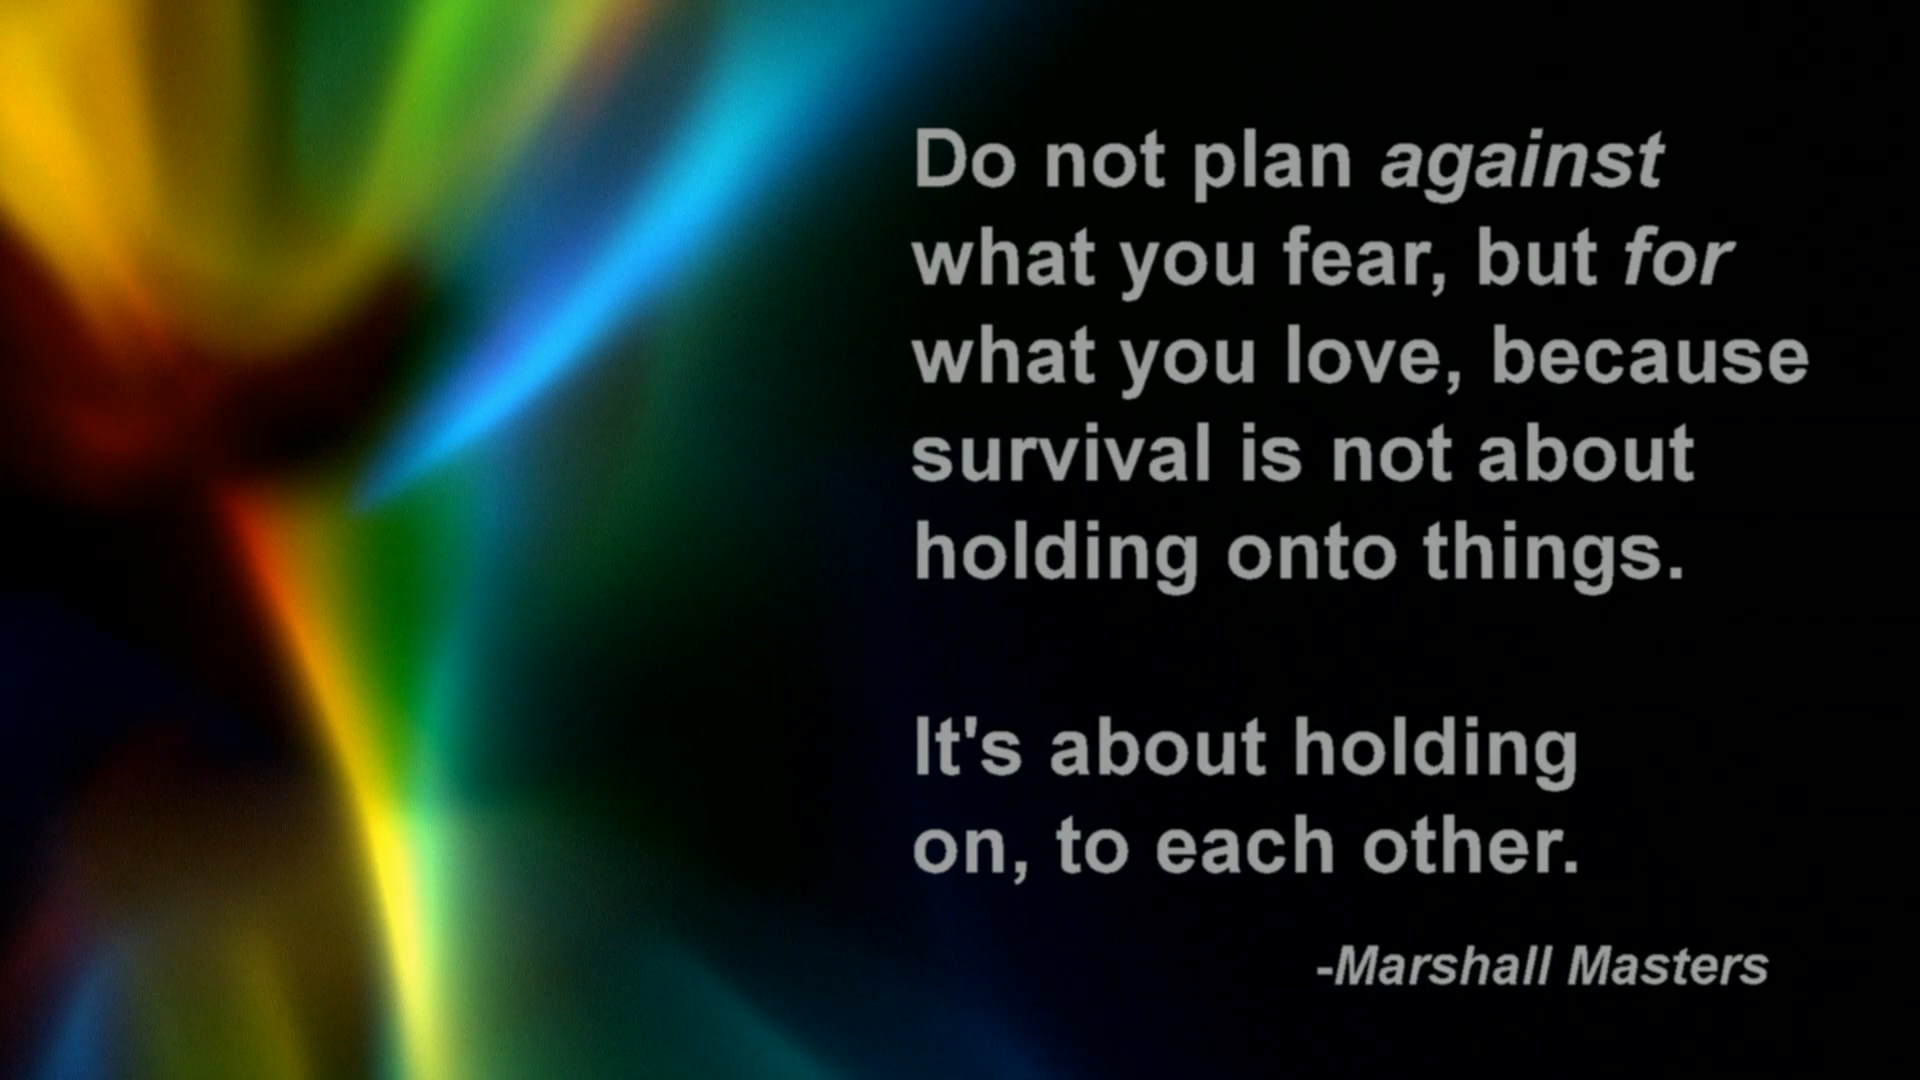 Do not plan against
what you fear, but for
what you love, because
survival is not about
holding onto things.
It's about holding
on, to each other.
-Marshall Masters